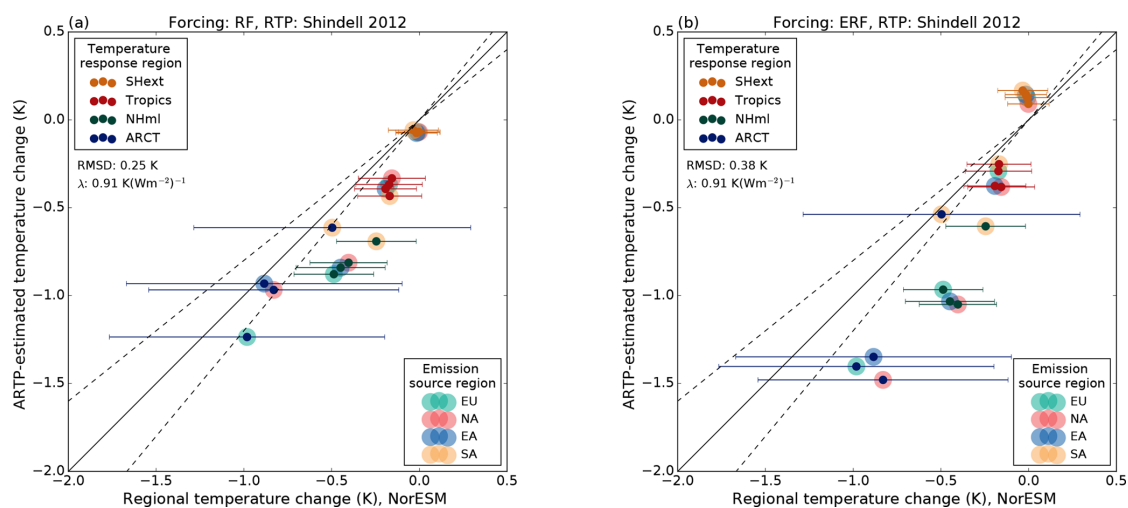 (a) Forcing: RF, RTP: Shindell 2012
0.5
0.0
−0.5
−1.0
−1.5
−2.0
ARTP-estimated temperature change (K)
Temperature
response region
SHext
Tropics
NHml
ARCT
RMSD: 0.25 K
λ: 0.91 K(Wm⁻²)⁻¹
Emission
source region
EU
NA
EA
SA
−2.0 −1.5 −1.0 −0.5 0.0 0.5
Regional temperature change (K), NorESM
(b) Forcing: ERF, RTP: Shindell 2012
0.5
0.0
−0.5
−1.0
−1.5
−2.0
ARTP-estimated temperature change (K)
Temperature
response region
SHext
Tropics
NHml
ARCT
RMSD: 0.38 K
λ: 0.91 K(Wm⁻²)⁻¹
Emission
source region
EU
NA
EA
SA
−2.0 −1.5 −1.0 −0.5 0.0 0.5
Regional temperature change (K), NorESM